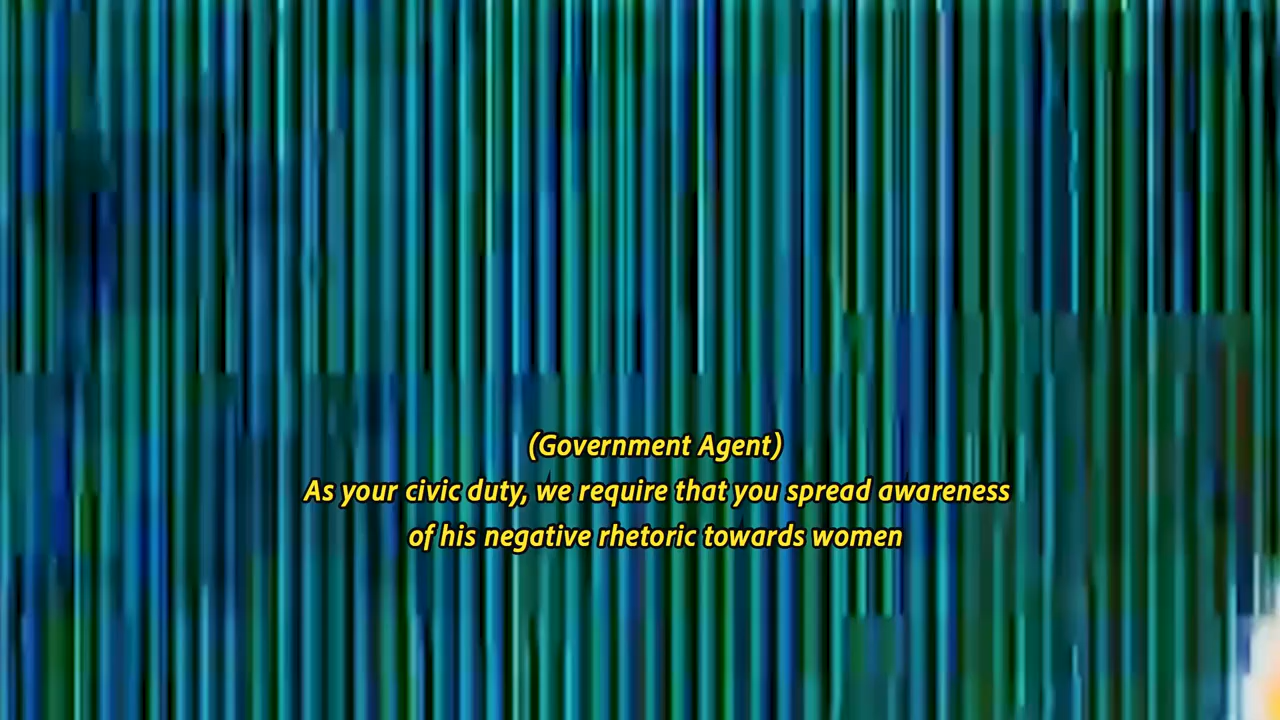 (Government Agent)
As your civic duty, we require that you spread awareness
of his negative rhetoric towards women